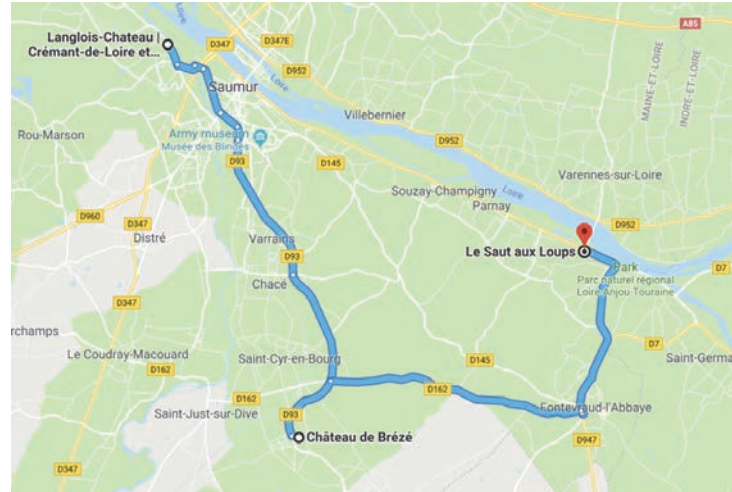 Loire
A85
Langlois-Chateau |
Crémant-de-Loire et...
D347
D347E
D952
Saumur
Loire
MAINE-ET-LOIRE
INDRE-ET-LOIRE
Villebernier
Rou-Marson
Army museum
Musée des Blindés
D952
D93
D145
Varennes-sur-Loire
Souzay-Champigny
Loire
Parnay
D960
D347
D952
Distré
Varrains
Le Saut aux Loups
D93
Park
D7
Parc naturel régional
Loire-Anjou-Touraine
Chacé
D347
archamps
D7
Le Coudray-Macouard
Saint-Cyr-en-Bourg
D145
Saint-Germa
D162
D162
D162
Saint-Just-sur-Dive
D93
Fontevraud-l'Abbaye
Château de Brézé
D947
D347